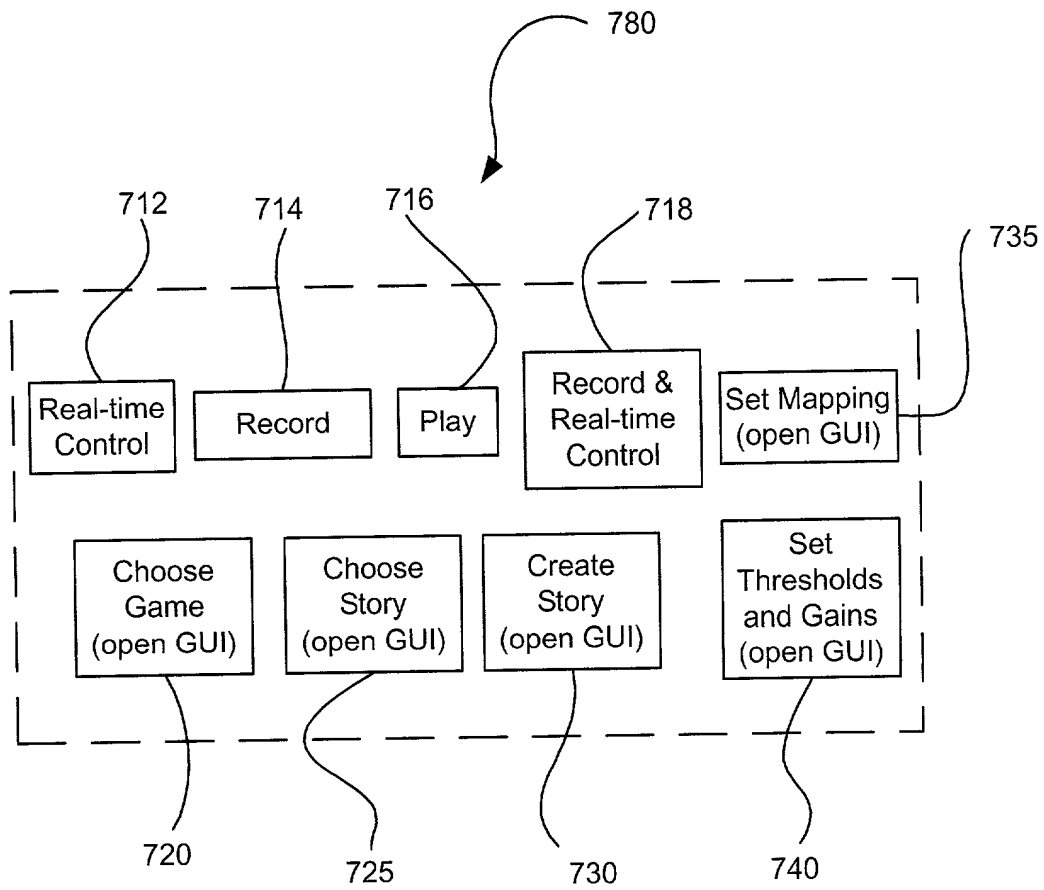 780
712
714
716
718
735
Real-time
Control
Record
Play
Record &
Real-time
Control
Set Mapping
(open GUI)
Choose
Game
(open GUI)
Choose
Story
(open GUI)
Create
Story
(open GUI)
Set
Thresholds
and Gains
(open GUI)
720
725
730
740